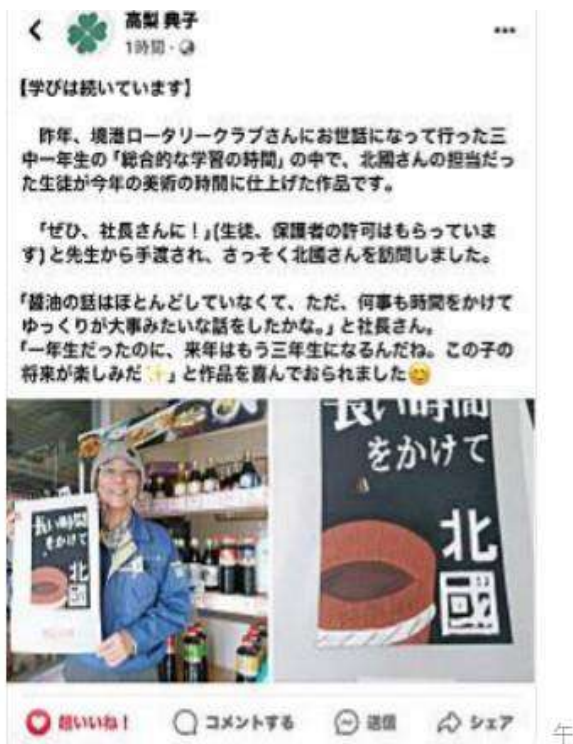 高梨 典子
1時間・
【学びは続いています】
昨年、境港ロータリークラブさんにお世話になって行った三
中一年生の「総合的な学習の時間」の中で、北國さんの担当だっ
た生徒が今年の美術の時間に仕上げた作品です。
「ぜひ、社長さんに！」(生徒、保護者の許可はもらっていま
す)と先生から手渡され、さっそく北國さんを訪問しました。
「醤油の話はほとんどしていなくて、ただ、何事も時間をかけて
ゆっくりが大事みたいな話をしたかな。」と社長さん。
「一年生だったのに、来年はもう三年生になるんだね。この子の
将来が楽しみだ✨」と作品を喜んでおられました😊
長い時間
をかけて
北
國
長い時間
をかけて
北
國
超いいね！
コメントする
送信
シェア
午